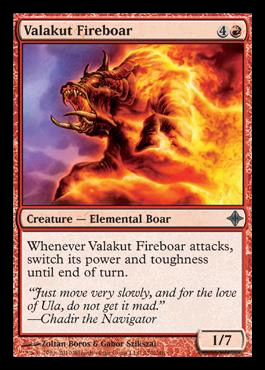 Valakut Fireboar 4
Creature — Elemental Boar
Whenever Valakut Fireboar attacks,
switch its power and toughness
until end of turn.
"Just move very slowly, and for the love
of Ula, do not get it mad."
—Chadir the Navigator
Zoltan Boros & Gabor Szikszai
1/7